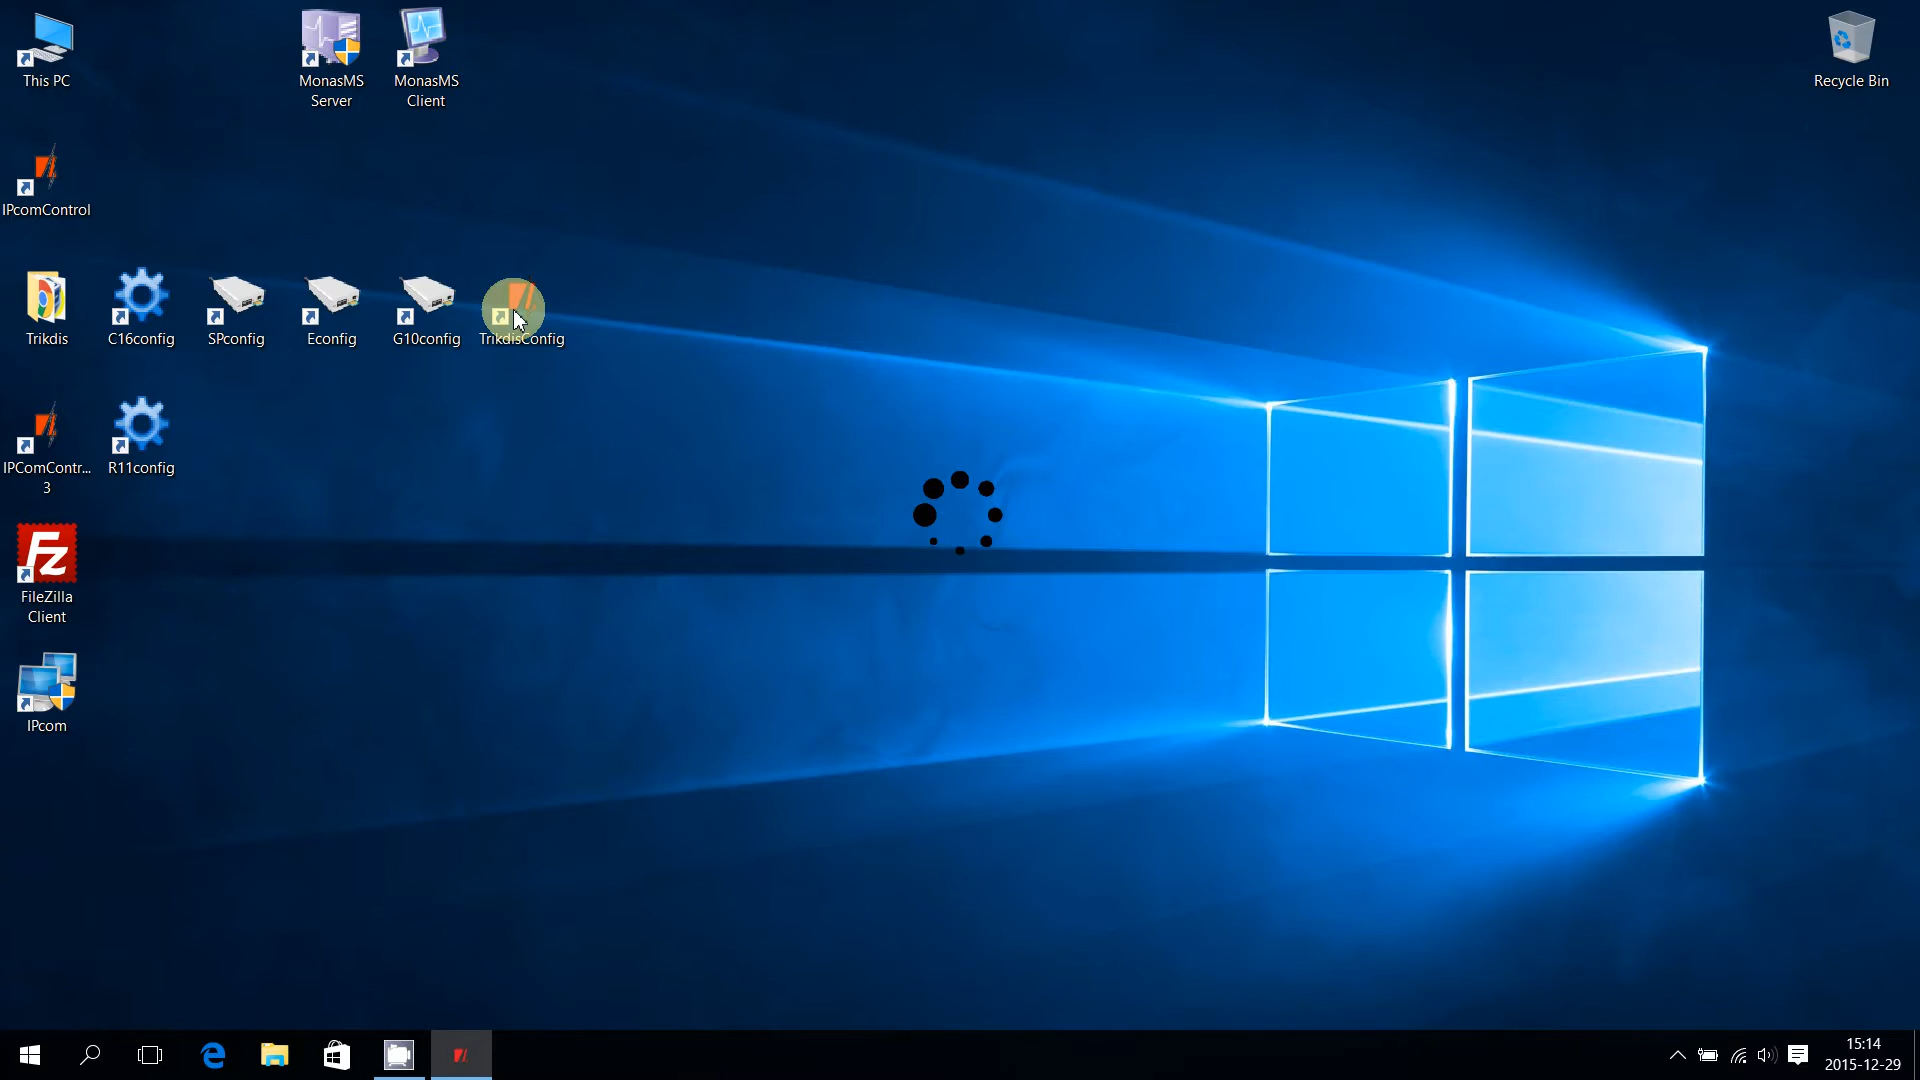 This PC
MonasMS
Server
MonasMS
Client
Recycle Bin
IPcomControl
Trikdis
C16config
SPconfig
Econfig
G10config
TrikdisConfig
IPComContr...
3
R11config
Fz
FileZilla
Client
IPcom
15:14
2015-12-29